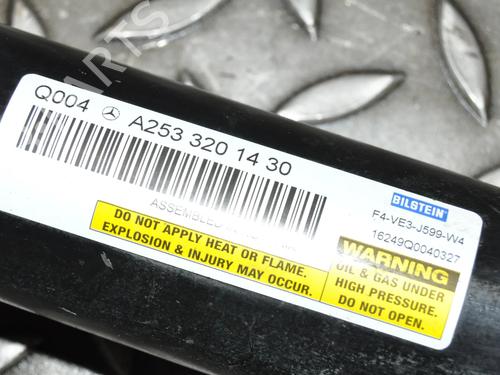 Q004 A253 320 14 30
ASSEMBLED
BILSTEIN
F4-VE3-J599-W4
16249Q0040327
DO NOT APPLY HEAT OR FLAME.
EXPLOSION & INJURY MAY OCCUR.
WARNING
OIL & GAS UNDER
HIGH PRESSURE.
DO NOT OPEN.